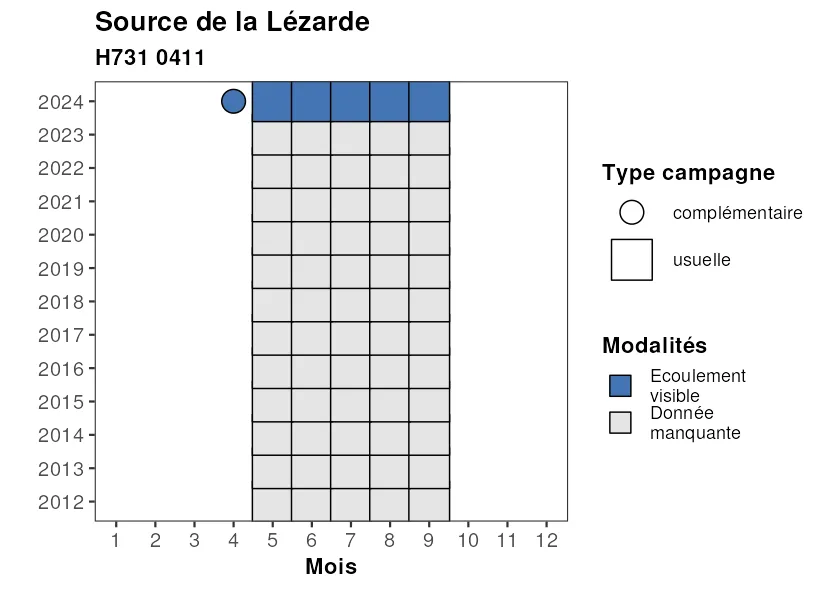 Source de la Lézarde
H731 0411
2024
2023
2022
2021
2020
2019
2018
2017
2016
2015
2014
2013
2012
1 2 3 4 5 6 7 8 9 10 11 12
Mois
Type campagne
complémentaire
usuelle
Modalités
Ecoulement
visible
Donnée
manquante